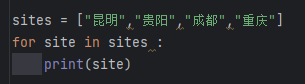 sites = ["昆明","贵阳","成都","重庆"]
for site in sites :
    print(site)